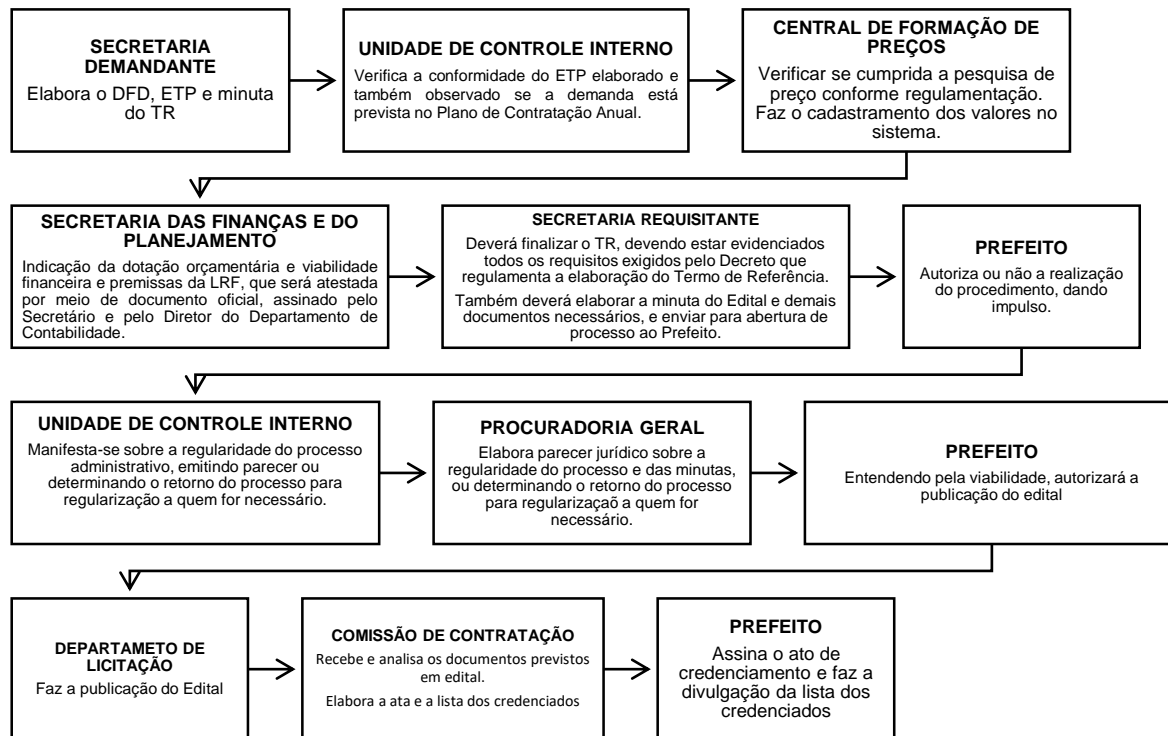 SECRETARIA
DEMANDANTE
Elabora o DFD, ETP e minuta
do TR
UNIDADE DE CONTROLE INTERNO
Verifica a conformidade do ETP elaborado e
também observado se a demanda está
prevista no Plano de Contratação Anual.
CENTRAL DE FORMAÇÃO DE
PREÇOS
Verificar se cumprida a pesquisa de
preço conforme regulamentação.
Faz o cadastramento dos valores no
sistema.
SECRETARIA DAS FINANÇAS E DO
PLANEJAMENTO
Indicação da dotação orçamentária e viabilidade
financeira e premissas da LRF, que será atestada
por meio de documento oficial, assinado pelo
Secretário e pelo Diretor do Departamento de
Contabilidade.
SECRETARIA REQUISITANTE
Deverá finalizar o TR, devendo estar evidenciados
todos os requisitos exigidos pelo Decreto que
regulamenta a elaboração do Termo de Referência.
Também deverá elaborar a minuta do Edital e demais
documentos necessários, e enviar para abertura de
processo ao Prefeito.
PREFEITO
Autoriza ou não a realização
do procedimento, dando
impulso.
UNIDADE DE CONTROLE INTERNO
Manifesta-se sobre a regularidade do processo
administrativo, emitindo parecer ou
determinando o retorno do processo para
regularização a quem for necessário.
PROCURADORIA GERAL
Elabora parecer jurídico sobre a
regularidade do processo e das minutas,
ou determinando o retorno do processo
para regularizaçaõ a quem for
necessário.
PREFEITO
Entendendo pela viabilidade, autorizará a
publicação do edital
DEPARTAMETO DE
LICITAÇÃO
Faz a publicação do Edital
COMISSÃO DE CONTRATAÇÃO
Recebe e analisa os documentos previstos
em edital.
Elabora a ata e a lista dos credenciados
PREFEITO
Assina o ato de
credenciamento e faz a
divulgação da lista dos
credenciados